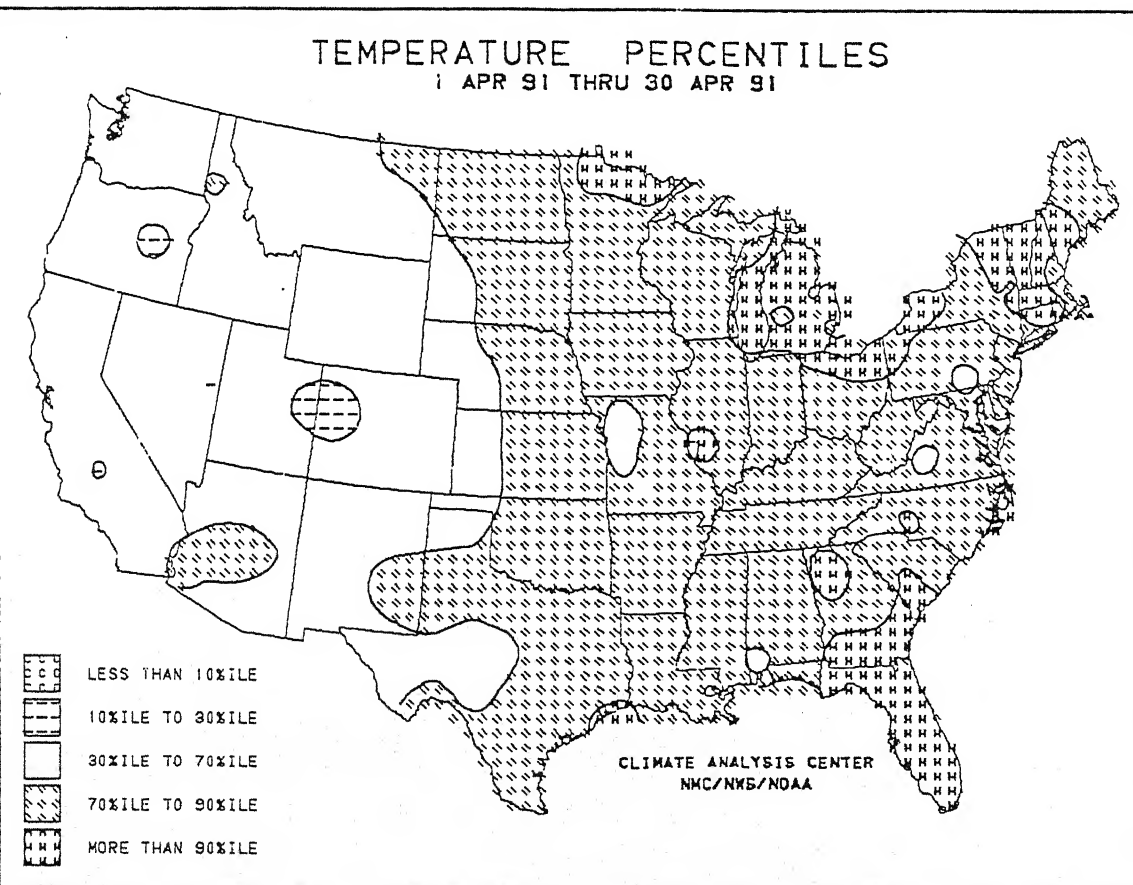 TEMPERATURE PERCENTILES
1 APR 91 THRU 30 APR 91
LESS THAN 10%ILE
10%ILE TO 30%ILE
30%ILE TO 70%ILE
70%ILE TO 90%ILE
MORE THAN 90%ILE
CLIMATE ANALYSIS CENTER
NMC/NWS/NOAA